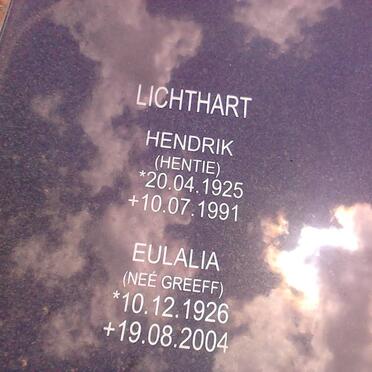 LICHTHART
HENDRIK
(HENTIE)
*20.04.1925
+10.07.1991
EULALIA
(NEÉ GREEFF)
*10.12.1926
+19.08.2004